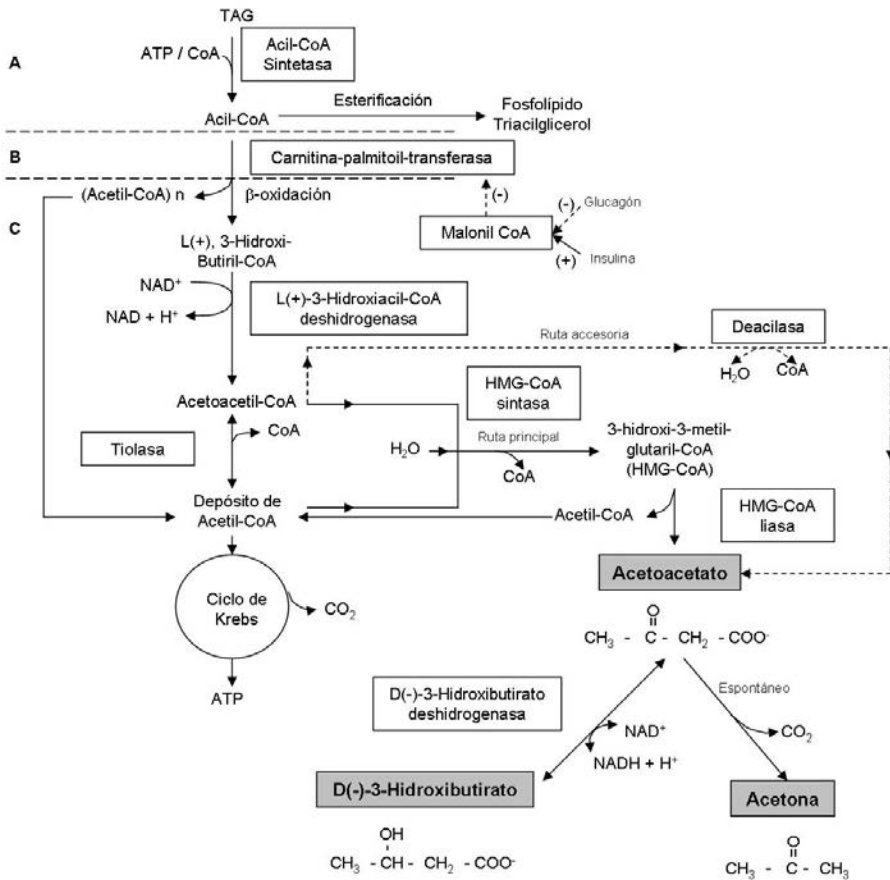 TAG
A
ATP / CoA
Acil-CoA
Sintetasa
Acil-CoA
Esterificación
Fosfolípido
Triacilglicerol
B
Carnitina-palmitoil-transferasa
(Acetil-CoA) n
β-oxidación
(-)
(-)
Glucagón
C
Malonil CoA
(+)
Insulina
L(+), 3-Hidroxi-
Butiril-CoA
NAD⁺
NAD + H⁺
L(+)-3-Hidroxiacil-CoA
deshidrogenasa
Ruta accesoria
Deacilasa
H₂O
CoA
Acetoacetil-CoA
HMG-CoA
sintasa
Tiolasa
CoA
H₂O
Ruta principal
CoA
3-hidroxi-3-metil-
glutaril-CoA
(HMG-CoA)
Depósito de
Acetil-CoA
Acetil-CoA
HMG-CoA
liasa
Acetoacetato
Ciclo de
Krebs
CO₂
O
CH₃ - C - CH₂ -COO⁻
ATP
D(-)-3-Hidroxibutirato
deshidrogenasa
Espontáneo
NAD⁺
NADH + H⁺
CO₂
D(-)-3-Hidroxibutirato
Acetona
OH
CH₃ - CH - CH₂ -COO⁻
O
CH₃ - C - CH₃